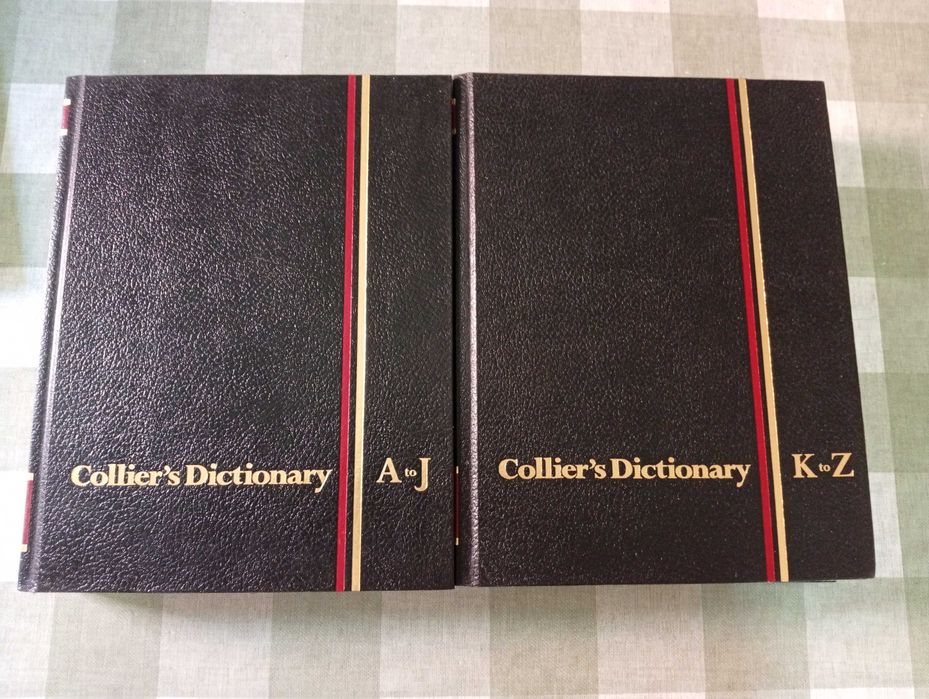 Collier's Dictionary A to J
Collier's Dictionary K to Z